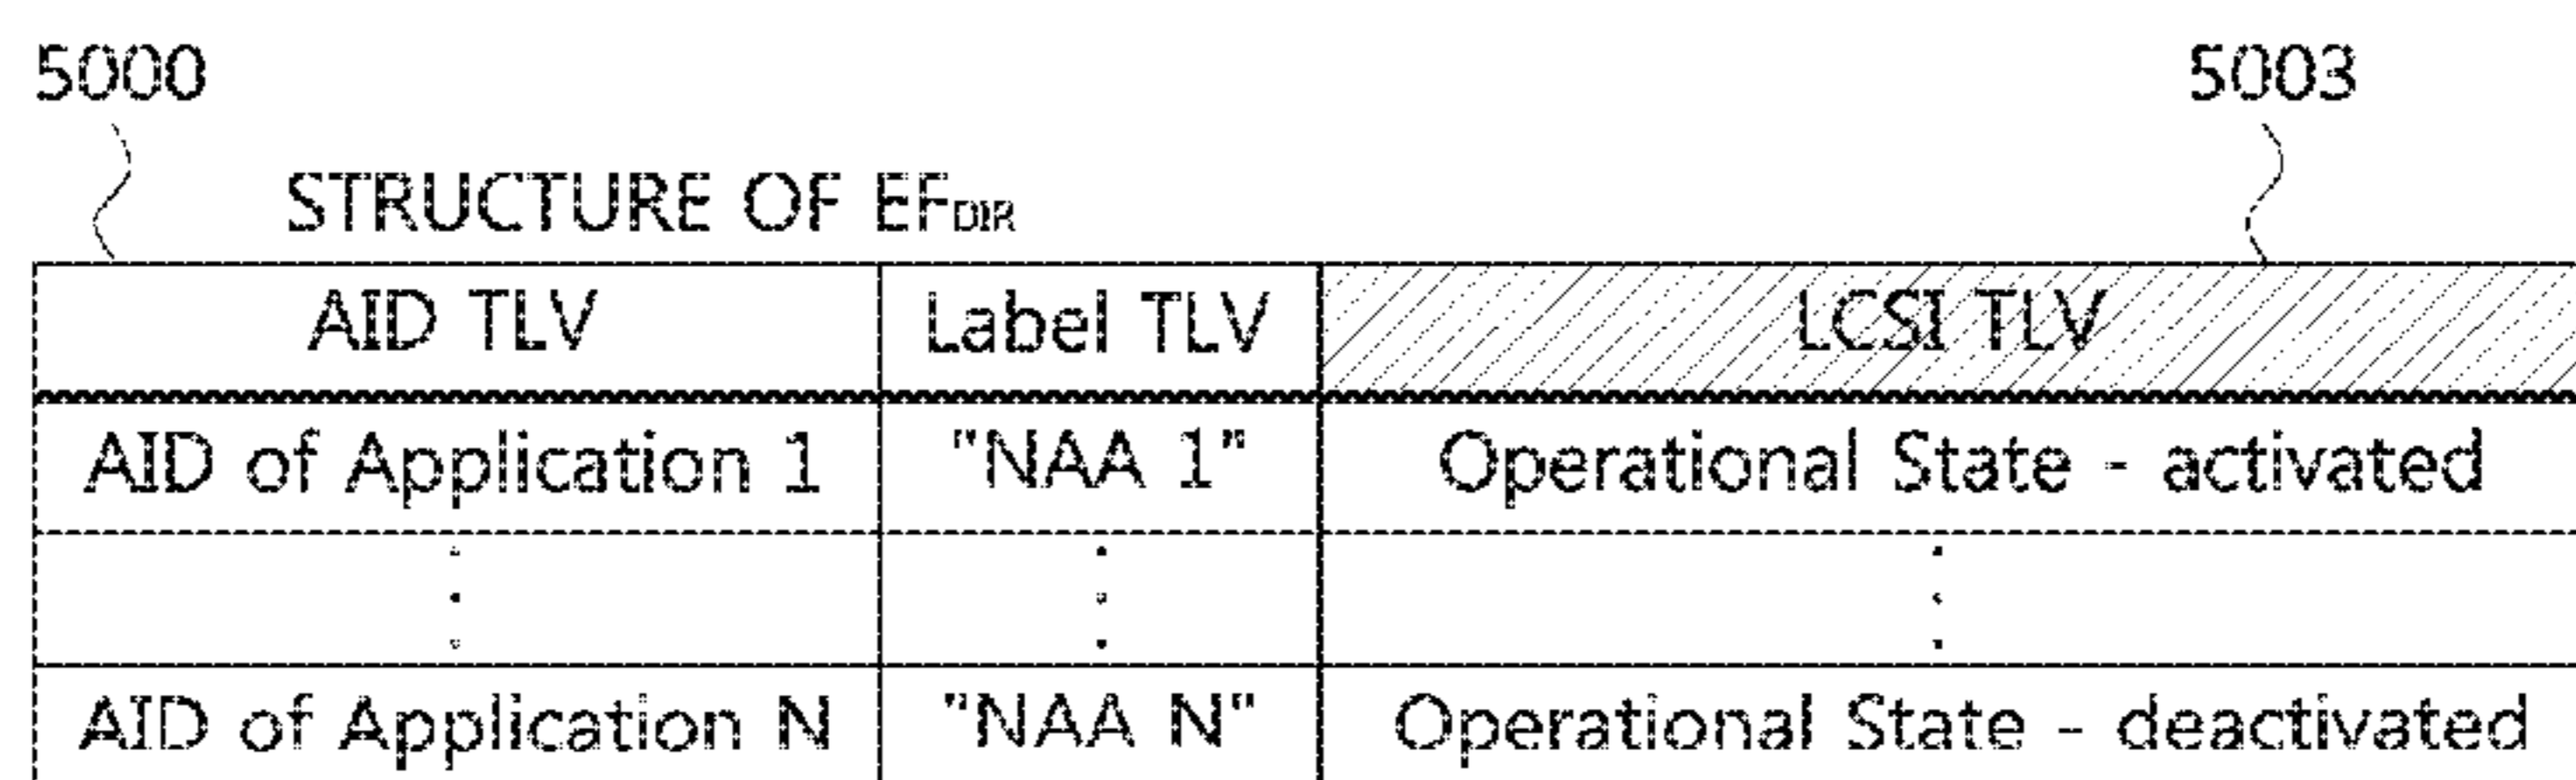 5000 5003
STRUCTURE OF EFDIR
AID TLV Label TLV LCSI TLV
AID of Application 1 "NAA 1" Operational State - activated
AID of Application N "NAA N" Operational State - deactivated